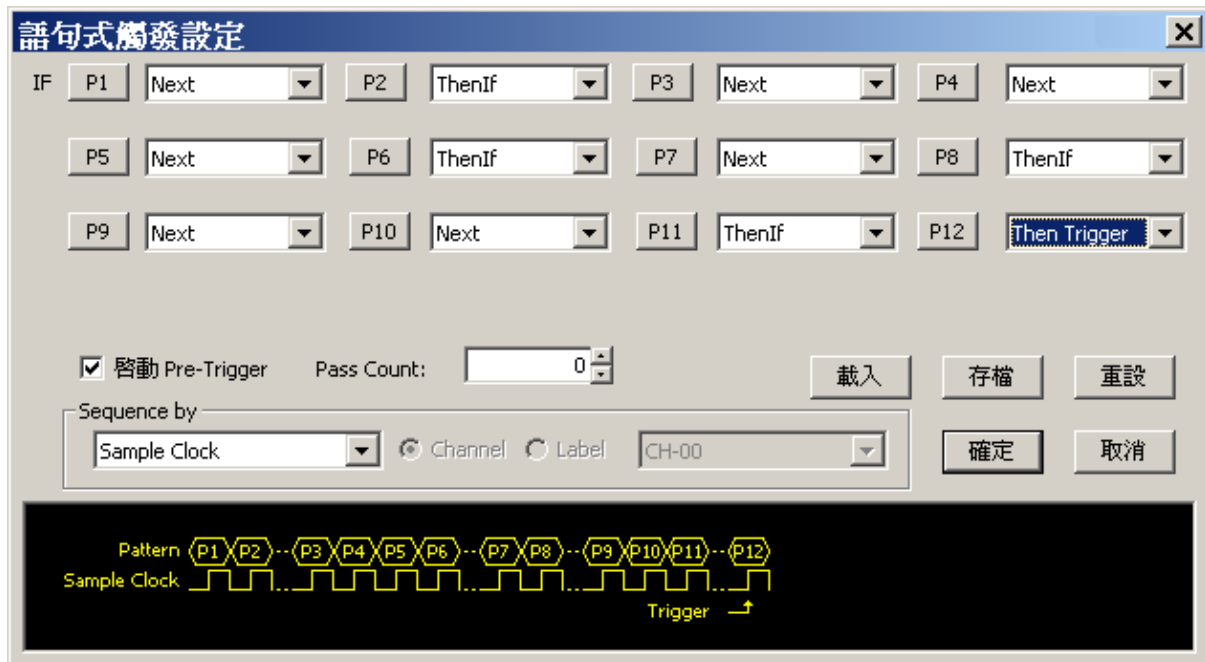 語句式觸發設定
IF P1 Next P2 ThenIf P3 Next P4 Next
P5 Next P6 ThenIf P7 Next P8 ThenIf
P9 Next P10 Next P11 ThenIf P12 Then Trigger
啓動 Pre-Trigger Pass Count: 0 載入 存檔 重設
Sequence by
Sample Clock Channel Label CH-00 確定 取消
Pattern P1 P2 -- P3 P4 P5 P6 -- P7 P8 -- P9 P10 P11 -- P12
Sample Clock
Trigger